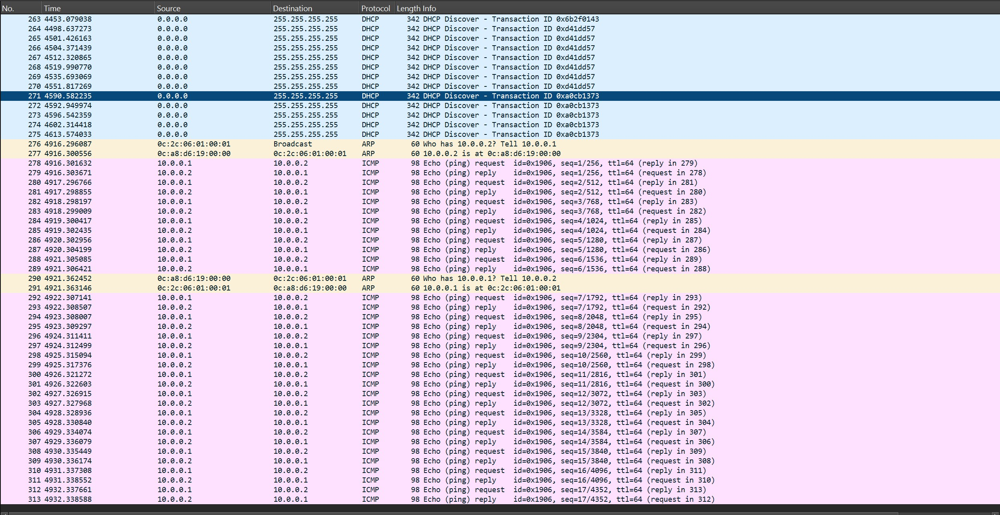 No. Time Source Destination Protocol Length Info
263 4453.079038 0.0.0.0 255.255.255.255 DHCP 342 DHCP Discover - Transaction ID 0x6b2f0143
264 4498.637273 0.0.0.0 255.255.255.255 DHCP 342 DHCP Discover - Transaction ID 0xd41dd57
265 4501.426163 0.0.0.0 255.255.255.255 DHCP 342 DHCP Discover - Transaction ID 0xd41dd57
266 4504.371439 0.0.0.0 255.255.255.255 DHCP 342 DHCP Discover - Transaction ID 0xd41dd57
267 4512.320865 0.0.0.0 255.255.255.255 DHCP 342 DHCP Discover - Transaction ID 0xd41dd57
268 4519.990770 0.0.0.0 255.255.255.255 DHCP 342 DHCP Discover - Transaction ID 0xd41dd57
269 4535.693069 0.0.0.0 255.255.255.255 DHCP 342 DHCP Discover - Transaction ID 0xd41dd57
270 4551.817269 0.0.0.0 255.255.255.255 DHCP 342 DHCP Discover - Transaction ID 0xd41dd57
271 4590.582235 0.0.0.0 255.255.255.255 DHCP 342 DHCP Discover - Transaction ID 0xa0cb1373
272 4592.949974 0.0.0.0 255.255.255.255 DHCP 342 DHCP Discover - Transaction ID 0xa0cb1373
273 4596.542359 0.0.0.0 255.255.255.255 DHCP 342 DHCP Discover - Transaction ID 0xa0cb1373
274 4602.314418 0.0.0.0 255.255.255.255 DHCP 342 DHCP Discover - Transaction ID 0xa0cb1373
275 4613.574033 0.0.0.0 255.255.255.255 DHCP 342 DHCP Discover - Transaction ID 0xa0cb1373
276 4916.296087 0c:2c:06:01:00:01 Broadcast ARP 60 Who has 10.0.0.2? Tell 10.0.0.1
277 4916.300556 0c:a8:d6:19:00:00 0c:2c:06:01:00:01 ARP 60 10.0.0.2 is at 0c:a8:d6:19:00:00
278 4916.301632 10.0.0.1 10.0.0.2 ICMP 98 Echo (ping) request id=0x1906, seq=1/256, ttl=64 (reply in 279)
279 4916.303671 10.0.0.2 10.0.0.1 ICMP 98 Echo (ping) reply id=0x1906, seq=1/256, ttl=64 (request in 278)
280 4917.296766 10.0.0.1 10.0.0.2 ICMP 98 Echo (ping) request id=0x1906, seq=2/512, ttl=64 (reply in 281)
281 4917.298855 10.0.0.2 10.0.0.1 ICMP 98 Echo (ping) reply id=0x1906, seq=2/512, ttl=64 (request in 280)
282 4918.298197 10.0.0.1 10.0.0.2 ICMP 98 Echo (ping) request id=0x1906, seq=3/768, ttl=64 (reply in 283)
283 4918.299009 10.0.0.2 10.0.0.1 ICMP 98 Echo (ping) reply id=0x1906, seq=3/768, ttl=64 (request in 282)
284 4919.300417 10.0.0.1 10.0.0.2 ICMP 98 Echo (ping) request id=0x1906, seq=4/1024, ttl=64 (reply in 285)
285 4919.302435 10.0.0.2 10.0.0.1 ICMP 98 Echo (ping) reply id=0x1906, seq=4/1024, ttl=64 (request in 284)
286 4920.302956 10.0.0.1 10.0.0.2 ICMP 98 Echo (ping) request id=0x1906, seq=5/1280, ttl=64 (reply in 287)
287 4920.304199 10.0.0.2 10.0.0.1 ICMP 98 Echo (ping) reply id=0x1906, seq=5/1280, ttl=64 (request in 286)
288 4921.305085 10.0.0.1 10.0.0.2 ICMP 98 Echo (ping) request id=0x1906, seq=6/1536, ttl=64 (reply in 289)
289 4921.306421 10.0.0.2 10.0.0.1 ICMP 98 Echo (ping) reply id=0x1906, seq=6/1536, ttl=64 (request in 288)
290 4921.362452 0c:a8:d6:19:00:00 0c:2c:06:01:00:01 ARP 60 Who has 10.0.0.1? Tell 10.0.0.2
291 4921.363146 0c:2c:06:01:00:01 0c:a8:d6:19:00:00 ARP 60 10.0.0.1 is at 0c:2c:06:01:00:01
292 4922.307141 10.0.0.1 10.0.0.2 ICMP 98 Echo (ping) request id=0x1906, seq=7/1792, ttl=64 (reply in 293)
293 4922.308507 10.0.0.2 10.0.0.1 ICMP 98 Echo (ping) reply id=0x1906, seq=7/1792, ttl=64 (request in 292)
294 4923.308007 10.0.0.1 10.0.0.2 ICMP 98 Echo (ping) request id=0x1906, seq=8/2048, ttl=64 (reply in 295)
295 4923.309297 10.0.0.2 10.0.0.1 ICMP 98 Echo (ping) reply id=0x1906, seq=8/2048, ttl=64 (request in 294)
296 4924.311411 10.0.0.1 10.0.0.2 ICMP 98 Echo (ping) request id=0x1906, seq=9/2304, ttl=64 (reply in 297)
297 4924.312499 10.0.0.2 10.0.0.1 ICMP 98 Echo (ping) reply id=0x1906, seq=9/2304, ttl=64 (request in 296)
298 4925.315094 10.0.0.1 10.0.0.2 ICMP 98 Echo (ping) request id=0x1906, seq=10/2560, ttl=64 (reply in 299)
299 4925.317376 10.0.0.2 10.0.0.1 ICMP 98 Echo (ping) reply id=0x1906, seq=10/2560, ttl=64 (request in 298)
300 4926.321272 10.0.0.1 10.0.0.2 ICMP 98 Echo (ping) request id=0x1906, seq=11/2816, ttl=64 (reply in 301)
301 4926.322603 10.0.0.2 10.0.0.1 ICMP 98 Echo (ping) reply id=0x1906, seq=11/2816, ttl=64 (request in 300)
302 4927.326915 10.0.0.1 10.0.0.2 ICMP 98 Echo (ping) request id=0x1906, seq=12/3072, ttl=64 (reply in 303)
303 4927.327968 10.0.0.2 10.0.0.1 ICMP 98 Echo (ping) reply id=0x1906, seq=12/3072, ttl=64 (request in 302)
304 4928.328936 10.0.0.1 10.0.0.2 ICMP 98 Echo (ping) request id=0x1906, seq=13/3328, ttl=64 (reply in 305)
305 4928.330840 10.0.0.2 10.0.0.1 ICMP 98 Echo (ping) reply id=0x1906, seq=13/3328, ttl=64 (request in 304)
306 4929.334074 10.0.0.1 10.0.0.2 ICMP 98 Echo (ping) request id=0x1906, seq=14/3584, ttl=64 (reply in 307)
307 4929.336079 10.0.0.2 10.0.0.1 ICMP 98 Echo (ping) reply id=0x1906, seq=14/3584, ttl=64 (request in 306)
308 4930.335449 10.0.0.1 10.0.0.2 ICMP 98 Echo (ping) request id=0x1906, seq=15/3840, ttl=64 (reply in 309)
309 4930.336174 10.0.0.2 10.0.0.1 ICMP 98 Echo (ping) reply id=0x1906, seq=15/3840, ttl=64 (request in 308)
310 4931.337308 10.0.0.1 10.0.0.2 ICMP 98 Echo (ping) request id=0x1906, seq=16/4096, ttl=64 (reply in 311)
311 4931.338552 10.0.0.2 10.0.0.1 ICMP 98 Echo (ping) reply id=0x1906, seq=16/4096, ttl=64 (request in 310)
312 4932.337661 10.0.0.1 10.0.0.2 ICMP 98 Echo (ping) request id=0x1906, seq=17/4352, ttl=64 (reply in 313)
313 4932.338588 10.0.0.2 10.0.0.1 ICMP 98 Echo (ping) reply id=0x1906, seq=17/4352, ttl=64 (request in 312)